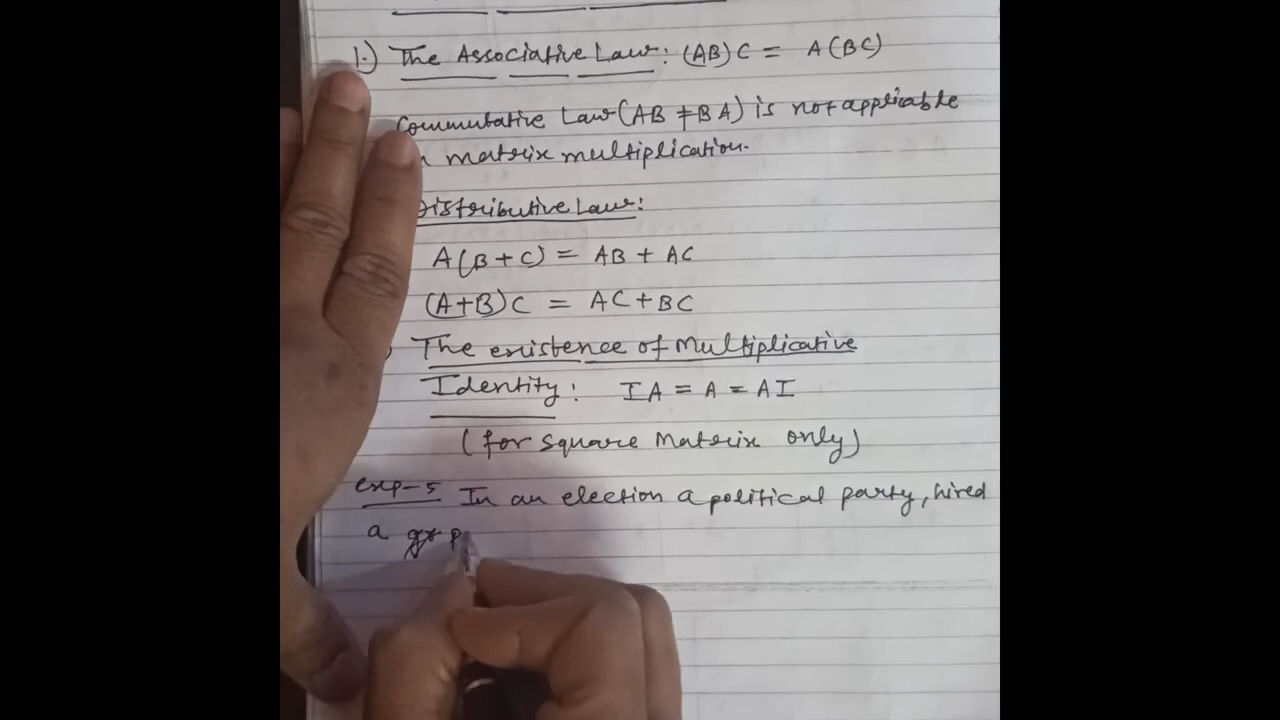 1.) The Associative Law: (AB)C = A(BC)
Commutative Law (AB ≠ BA) is not applicable
matrix multiplication.
Distributive Law:
A(B+C) = AB + AC
(A+B)C = AC + BC
) The existence of Multiplicative
Identity: IA = A = AI
(for square Matrix only)
exp-5 In an election a political party, hired
a